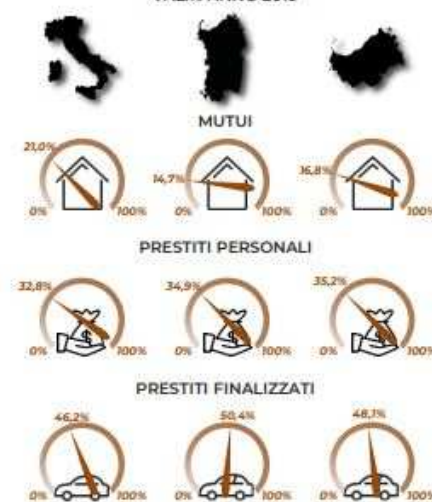 MUTUI
21,0% 14,7% 16,8%
0% 100% 0% 100% 0% 100%
PRESTITI PERSONALI
32,8% 34,9% 35,2%
0% 100% 0% 100% 0% 100%
PRESTITI FINALIZZATI
46,2% 50,4% 48,1%
0% 100% 0% 100% 0% 100%